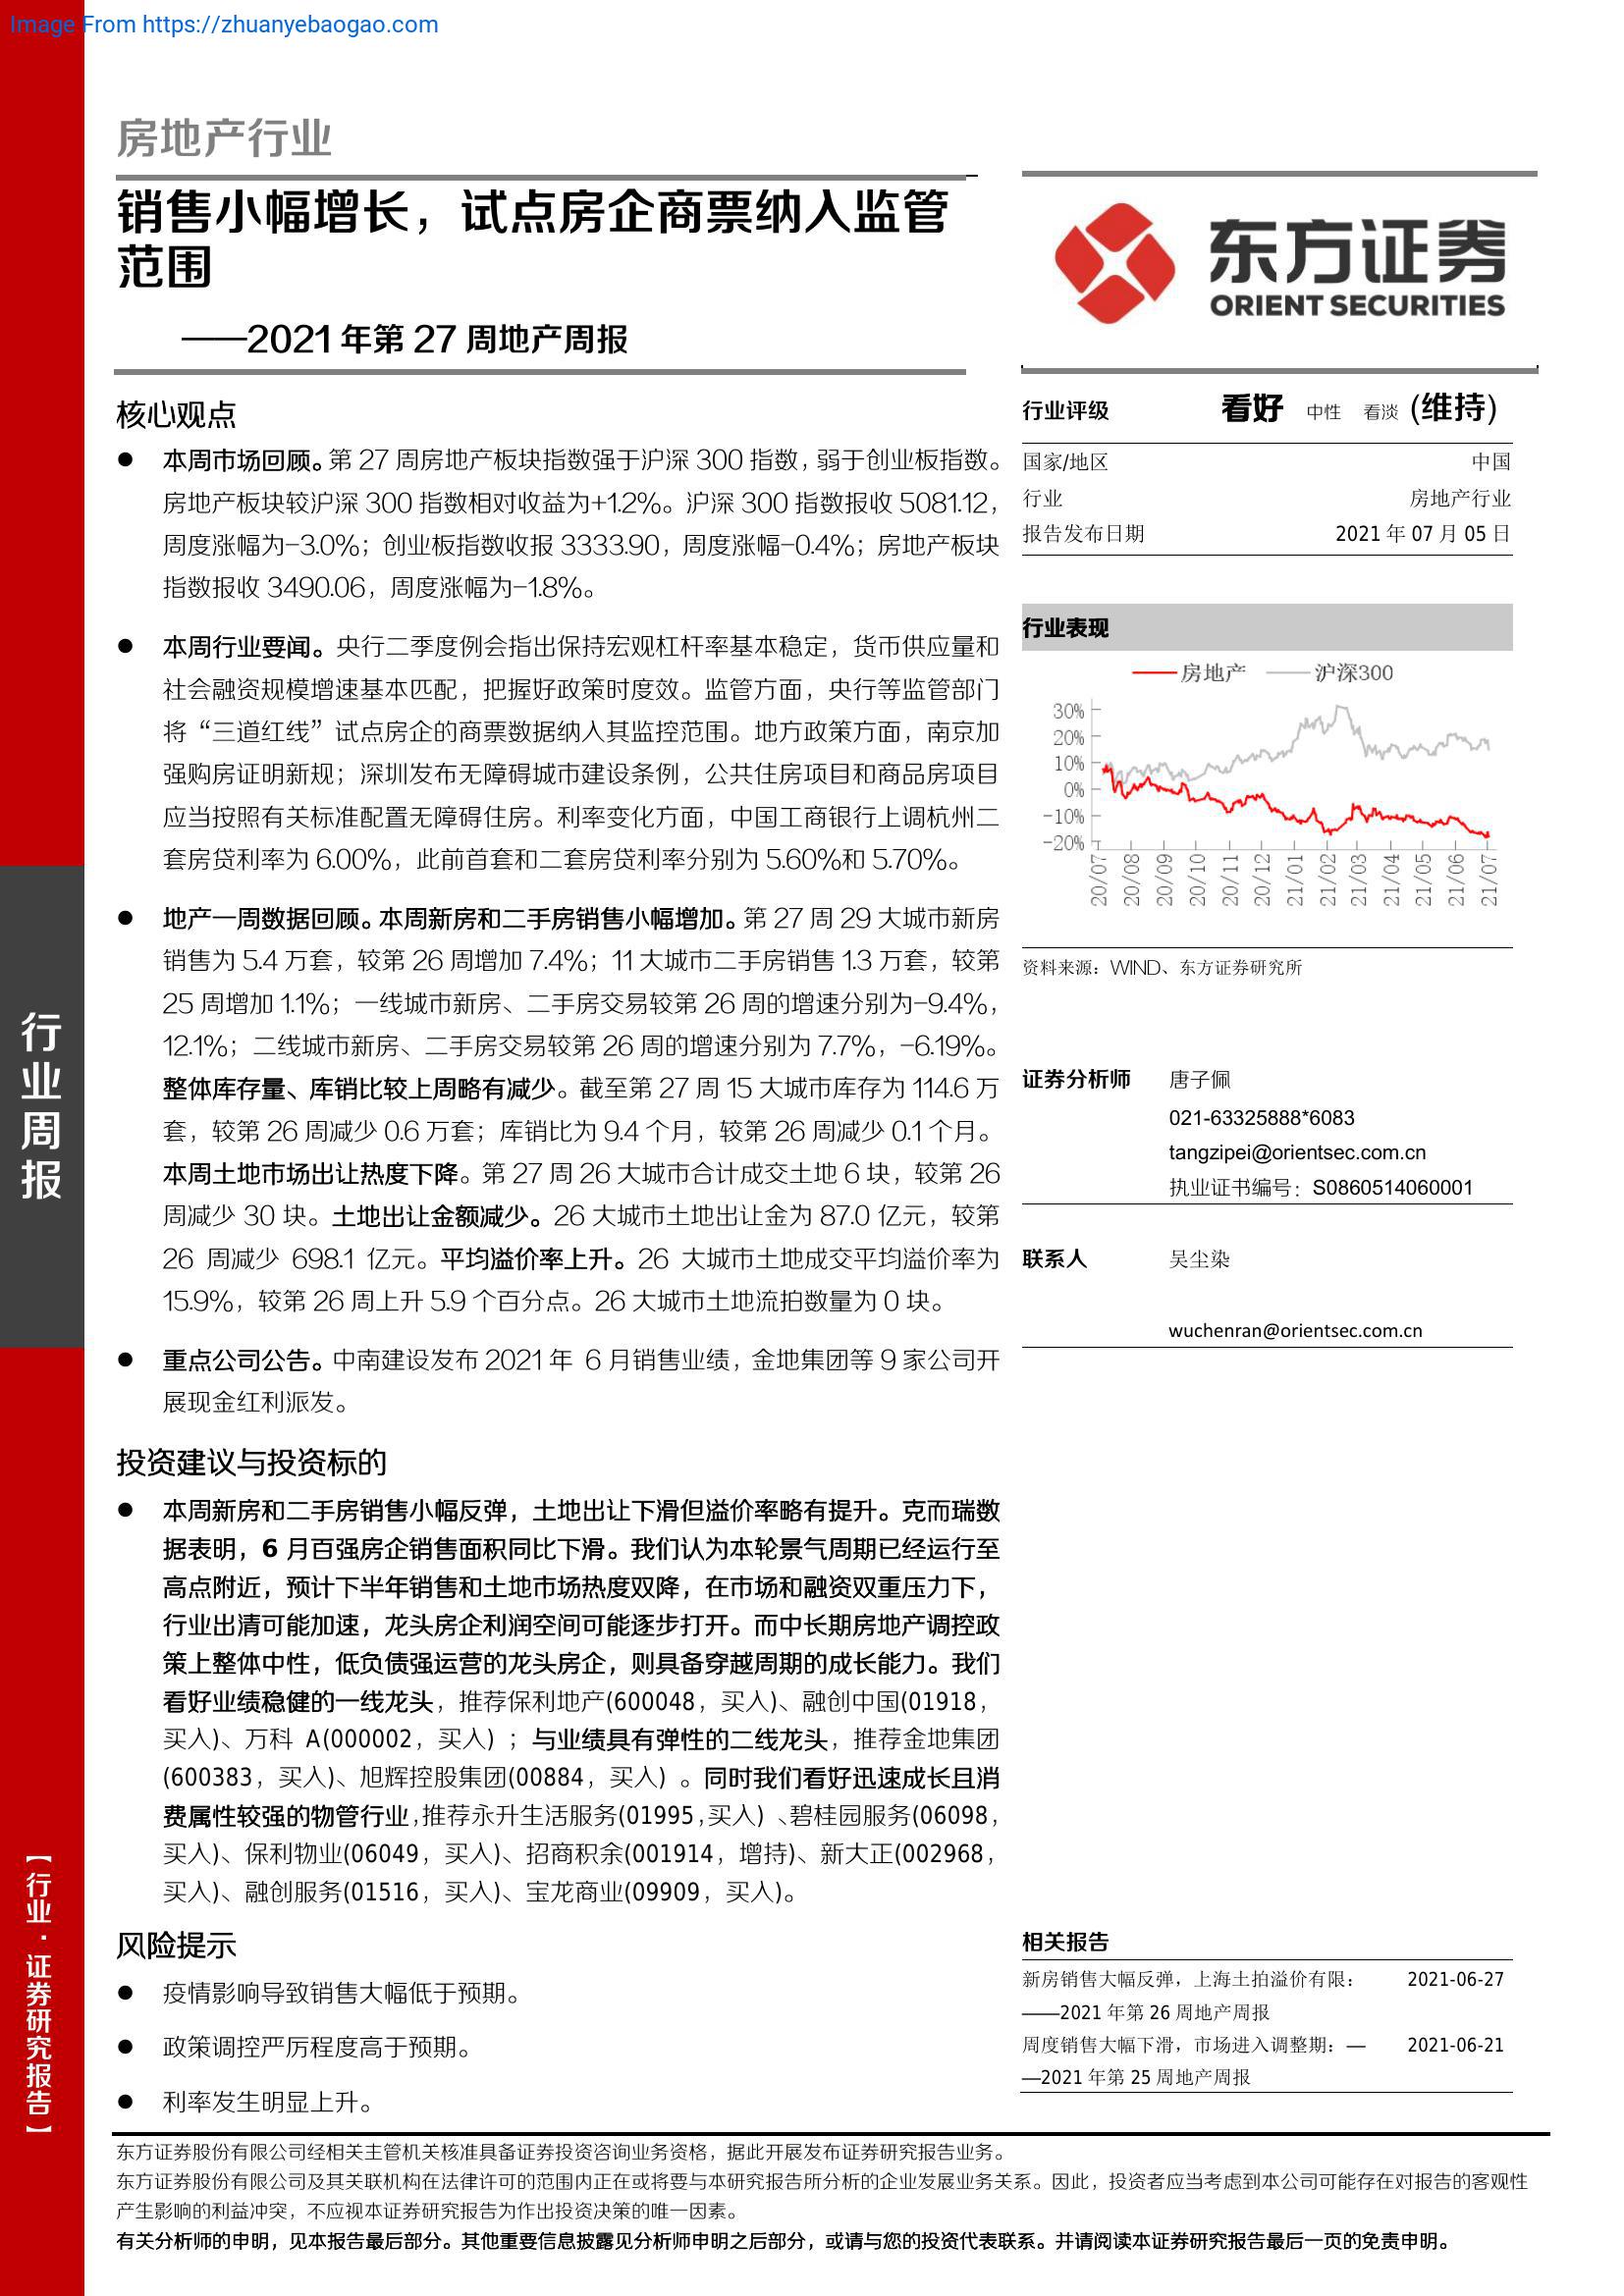 Image From https://zhuanyebaogao.com
房地产行业
销售小幅增长，试点房企商票纳入监管
范围
——2021年第 27 周地产周报
东方证券
ORIENT SECURITIES
核心观点
● 本周市场回顾。第 27 周房地产板块指数强于沪深 300 指数，弱于创业板指数。
房地产板块较沪深 300 指数相对收益为+1.2%。沪深 300 指数报收 5081.12，
周度涨幅为-3.0%；创业板指数收报 3333.90，周度涨幅-0.4%；房地产板块
指数报收 3490.06，周度涨幅为-1.8%。
● 本周行业要闻。央行二季度例会指出保持宏观杠杆率基本稳定，货币供应量和
社会融资规模增速基本匹配，把握好政策时度效。监管方面，央行等监管部门
将“三道红线”试点房企的商票数据纳入其监控范围。地方政策方面，南京加
强购房证明新规；深圳发布无障碍城市建设条例，公共住房项目和商品房项目
应当按照有关标准配置无障碍住房。利率变化方面，中国工商银行上调杭州二
套房贷利率为 6.00%，此前首套和二套房贷利率分别为 5.60%和 5.70%。
● 地产一周数据回顾。本周新房和二手房销售小幅增加。第 27 周 29 大城市新房
销售为 5.4 万套，较第 26 周增加 7.4%；11 大城市二手房销售 1.3 万套，较第
25 周增加 1.1%；一线城市新房、二手房交易较第 26 周的增速分别为-9.4%，
12.1%；二线城市新房、二手房交易较第 26 周的增速分别为 7.7%，-6.19%。
整体库存量、库销比较上周略有减少。截至第 27 周 15 大城市库存为 114.6 万
套，较第 26 周减少 0.6 万套；库销比为 9.4 个月，较第 26 周减少 0.1 个月。
本周土地市场出让热度下降。第 27 周 26 大城市合计成交土地 6 块，较第 26
周减少 30 块。土地出让金额减少。26 大城市土地出让金为 87.0 亿元，较第
26 周减少 698.1 亿元。平均溢价率上升。26 大城市土地成交平均溢价率为
15.9%，较第 26 周上升 5.9 个百分点。26 大城市土地流拍数量为 0 块。
● 重点公司公告。中南建设发布 2021 年 6 月销售业绩，金地集团等 9 家公司开
展现金红利派发。
投资建议与投资标的
● 本周新房和二手房销售小幅反弹，土地出让下滑但溢价率略有提升。克而瑞数
据表明，6 月百强房企销售面积同比下滑。我们认为本轮景气周期已经运行至
高点附近，预计下半年销售和土地市场热度双降，在市场和融资双重压力下，
行业出清可能加速，龙头房企利润空间可能逐步打开。而中长期房地产调控政
策上整体中性，低负债强运营的龙头房企，则具备穿越周期的成长能力。我们
看好业绩稳健的一线龙头，推荐保利地产(600048，买入)、融创中国(01918，
买入)、万科 A(000002，买入) ；与业绩具有弹性的二线龙头，推荐金地集团
(600383，买入)、旭辉控股集团(00884，买入) 。同时我们看好迅速成长且消
费属性较强的物管行业，推荐永升生活服务(01995，买入) 、碧桂园服务(06098，
买入)、保利物业(06049，买入)、招商积余(001914，增持)、新大正(002968，
买入)、融创服务(01516，买入)、宝龙商业(09909，买入)。
风险提示
● 疫情影响导致销售大幅低于预期。
● 政策调控严厉程度高于预期。
● 利率发生明显上升。
行业评级 看好 中性 看淡 (维持)
国家/地区 中国
行业 房地产行业
报告发布日期 2021 年 07 月 05 日
行业表现
房地产 沪深300
30%
20%
10%
0%
-10%
-20%
20/07 20/08 20/09 20/10 20/11 20/12 21/01 21/02 21/03 21/04 21/05 21/06 21/07
资料来源：WIND、东方证券研究所
证券分析师 唐子佩
021-63325888*6083
tangzipei@orientsec.com.cn
执业证书编号：S0860514060001
联系人 吴尘染
wuchenran@orientsec.com.cn
相关报告
新房销售大幅反弹，上海土拍溢价有限： 2021-06-27
——2021 年第 26 周地产周报
周度销售大幅下滑，市场进入调整期：— 2021-06-21
—2021 年第 25 周地产周报
行业周报
【行业·证券研究报告】
东方证券股份有限公司经相关主管机关核准具备证券投资咨询业务资格，据此开展发布证券研究报告业务。
东方证券股份有限公司及其关联机构在法律许可的范围内正在或将要与本研究报告所分析的企业发展业务关系。因此，投资者应当考虑到本公司可能存在对报告的客观性
产生影响的利益冲突，不应视本证券研究报告为作出投资决策的唯一因素。
有关分析师的申明，见本报告最后部分。其他重要信息披露见分析师申明之后部分，或请与您的投资代表联系。并请阅读本证券研究报告最后一页的免责申明。